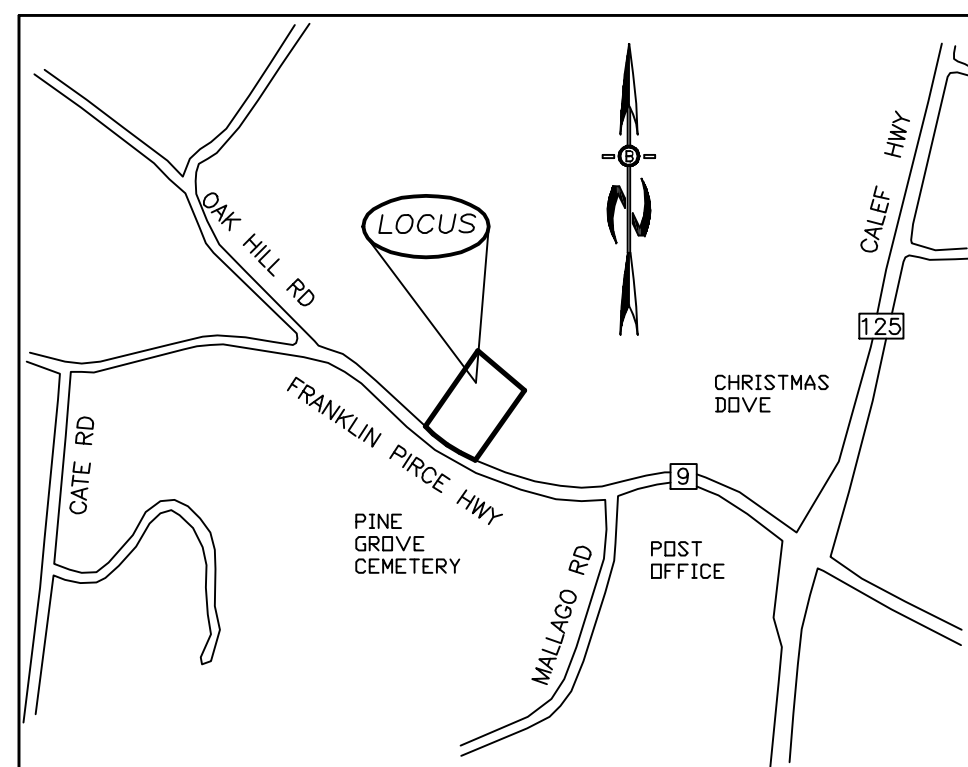 OAK HILL RD
LOCUS
B
N
CALEF HWY
125
CHRISTMAS
DOVE
FRANKLIN PIRCE HWY
CATE RD
9
PINE
GROVE
CEMETERY
POST
OFFICE
MALLAGO RD